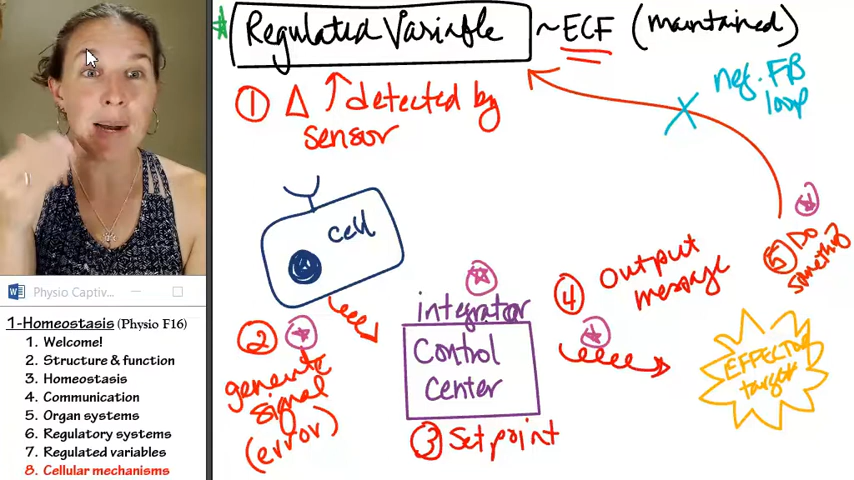 Regulated Variable ~ECF (maintained)
① Δ ↑ detected by
sensor
neg. FB
loop
cell
integrator
Control
Center
② generate
signal
(error)
③ Set point
④ Output
message
⑤ Do
something
EFFECTOR
target
Physio Captiv...
1-Homeostasis (Physio F16)
1. Welcome!
2. Structure & function
3. Homeostasis
4. Communication
5. Organ systems
6. Regulatory systems
7. Regulated variables
8. Cellular mechanisms